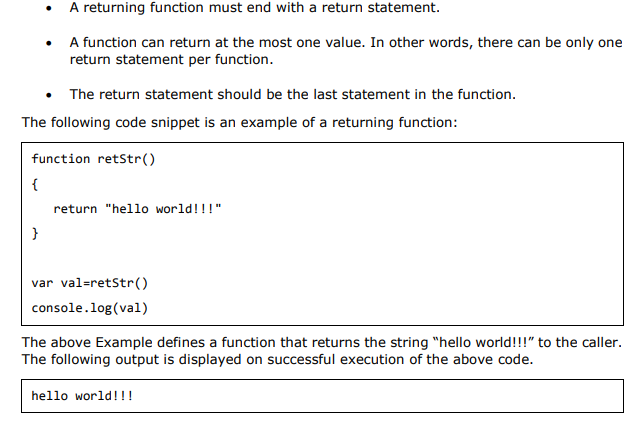 • A returning function must end with a return statement.
• A function can return at the most one value. In other words, there can be only one
return statement per function.
• The return statement should be the last statement in the function.
The following code snippet is an example of a returning function:
function retStr()
{
return "hello world!!!"
}
var val=retStr()
console.log(val)
The above Example defines a function that returns the string “hello world!!!” to the caller.
The following output is displayed on successful execution of the above code.
hello world!!!